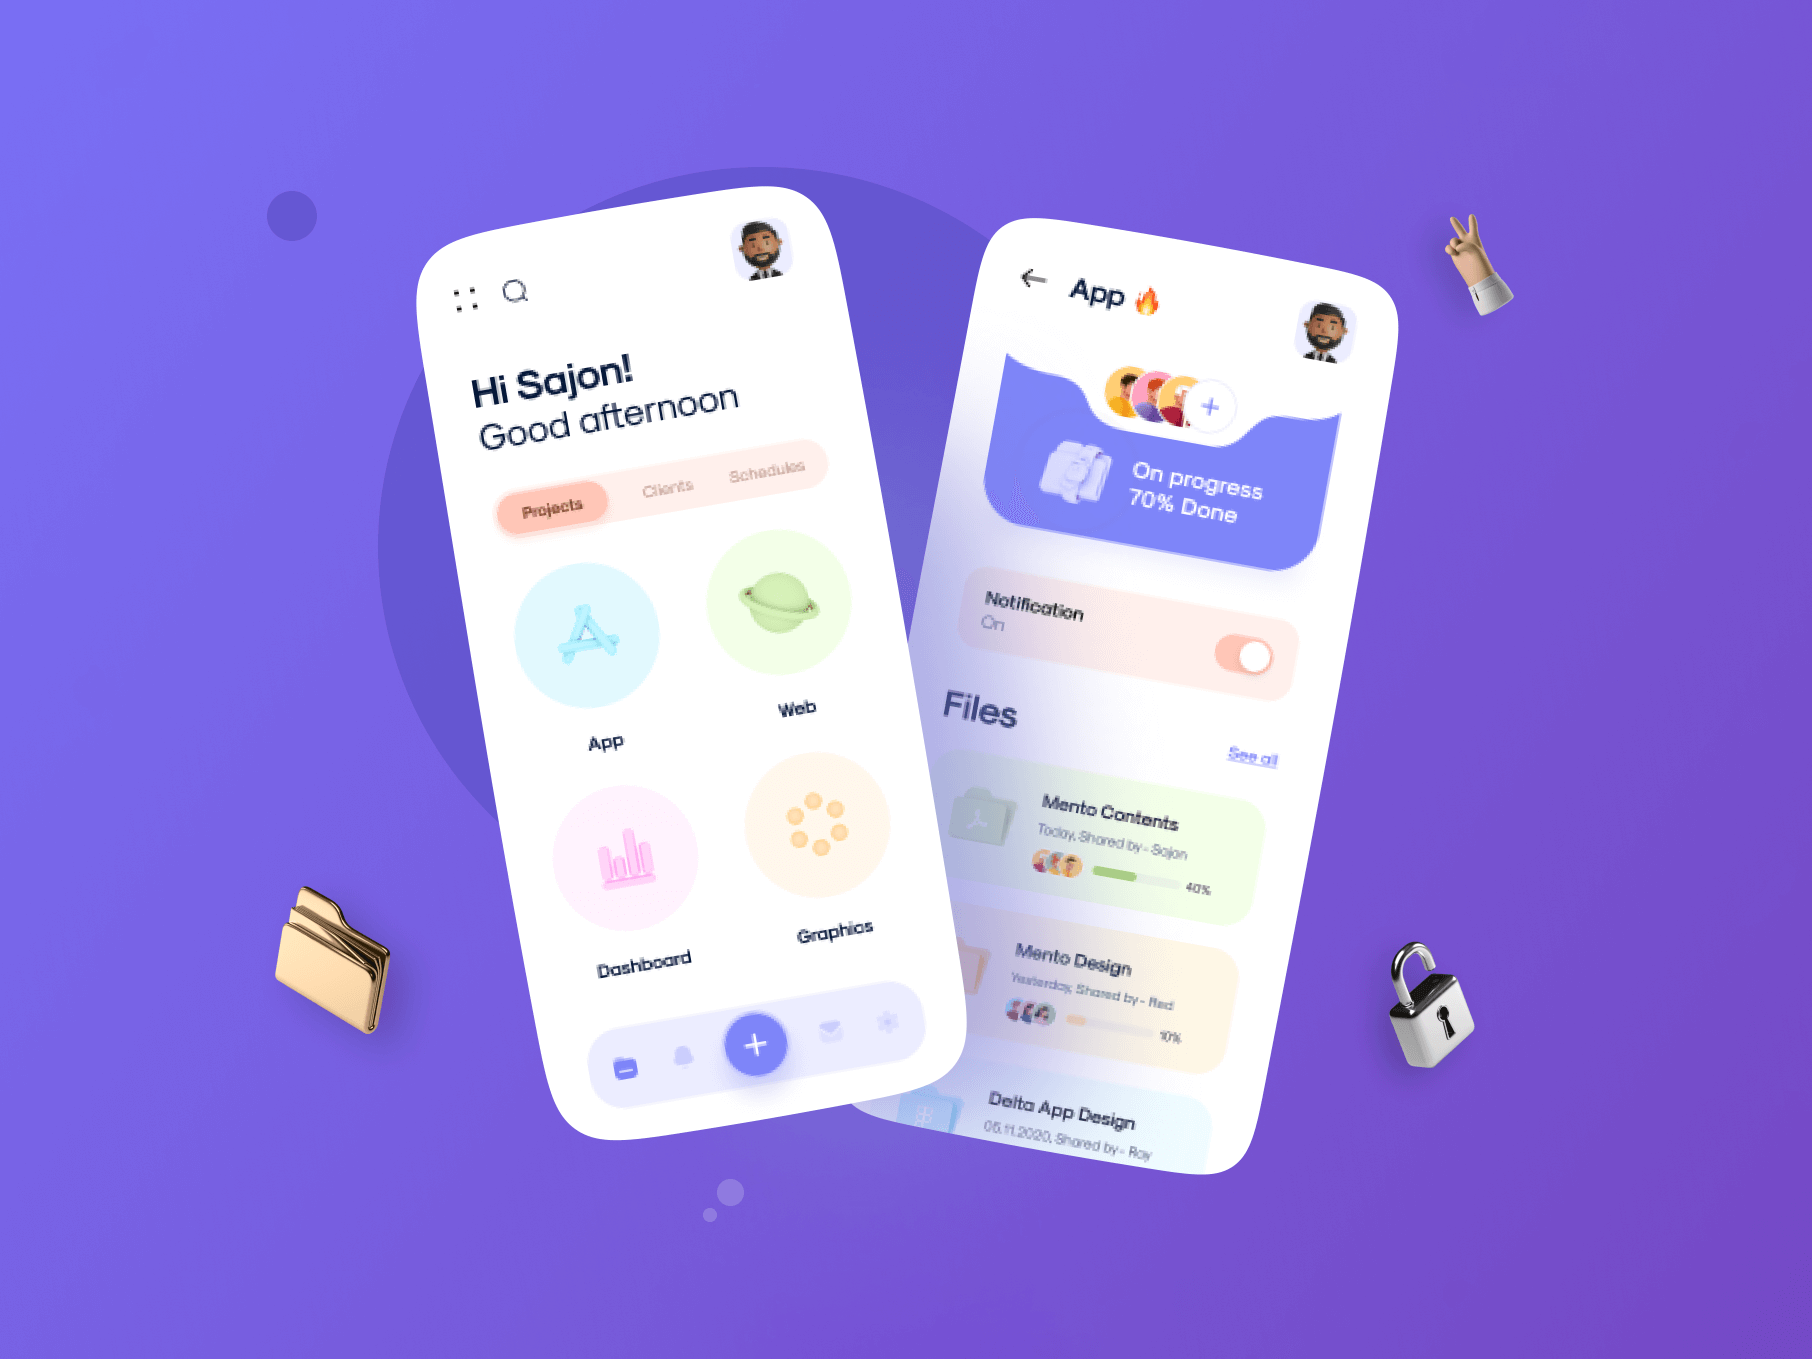 Hi Sajon!
Good afternoon
Projects
Clients
Schedules
App
Web
Dashboard
Graphics
App
On progress
70% Done
Notification
On
Files
See all
Mento Contents
Today, Shared by - Sajon
40%
Mento Design
Yesterday, Shared by - Red
10%
Delta App Design
05.11.2020, Shared by - Roy